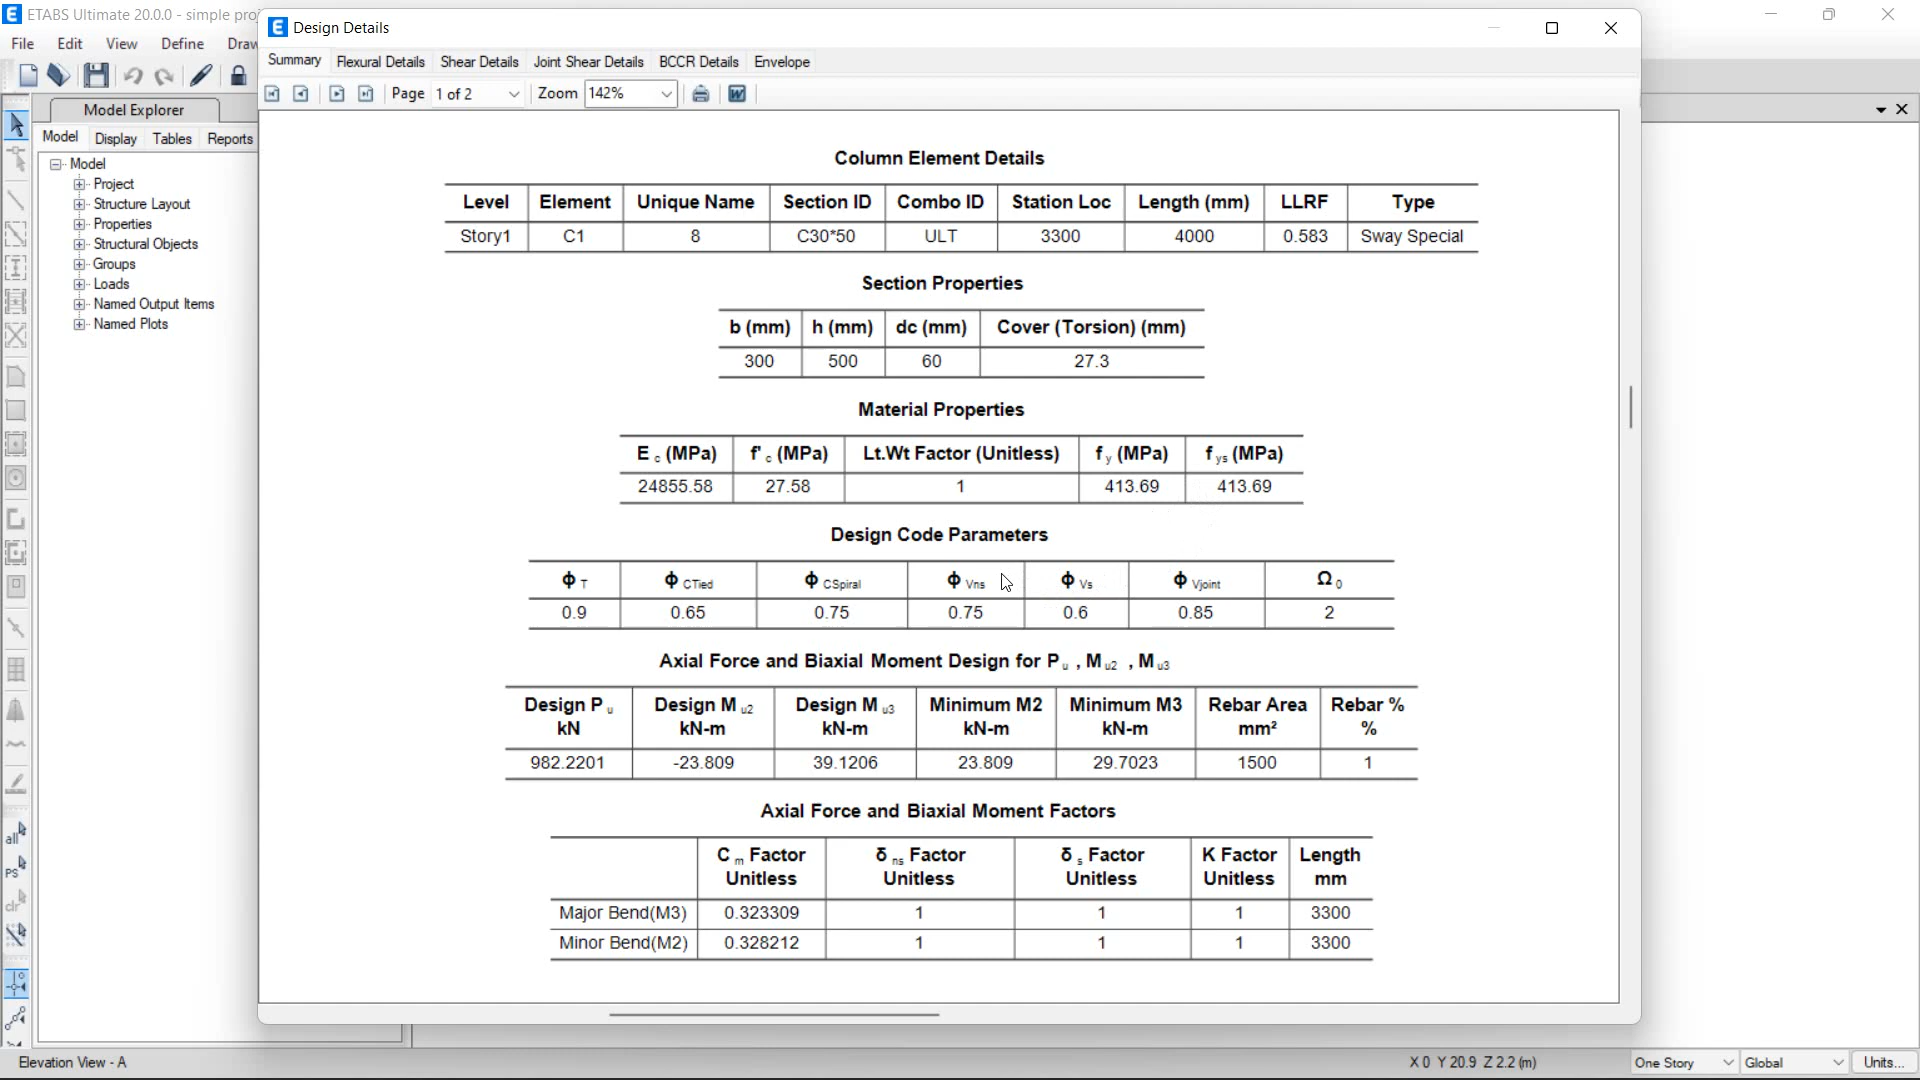 ETABS Ultimate 20.0.0 - simple proj
File Edit View Define Draw
Model Explorer
Model Display Tables Reports
Model
Project
Structure Layout
Properties
Structural Objects
Groups
Loads
Named Output Items
Named Plots
all
PS
clr
Design Details
Summary Flexural Details Shear Details Joint Shear Details BCCR Details Envelope
Page 1 of 2 Zoom 142%
Column Element Details
Level Element Unique Name Section ID Combo ID Station Loc Length (mm) LLRF Type
Story1 C1 8 C30*50 ULT 3300 4000 0.583 Sway Special
Section Properties
b (mm) h (mm) dc (mm) Cover (Torsion) (mm)
300 500 60 27.3
Material Properties
E c (MPa) f' c (MPa) Lt.Wt Factor (Unitless) f y (MPa) f ys (MPa)
24855.58 27.58 1 413.69 413.69
Design Code Parameters
Φ T Φ CTied Φ CSpiral Φ Vns Φ Vs Φ Vjoint Ω 0
0.9 0.65 0.75 0.75 0.6 0.85 2
Axial Force and Biaxial Moment Design for P u , M u2 , M u3
Design P u Design M u2 Design M u3 Minimum M2 Minimum M3 Rebar Area Rebar %
kN kN-m kN-m kN-m kN-m mm² %
982.2201 -23.809 39.1206 23.809 29.7023 1500 1
Axial Force and Biaxial Moment Factors
C m Factor δ ns Factor δ s Factor K Factor Length
Unitless Unitless Unitless Unitless mm
Major Bend(M3) 0.323309 1 1 1 3300
Minor Bend(M2) 0.328212 1 1 1 3300
Elevation View - A X 0 Y 20.9 Z 2.2 (m) One Story Global Units...